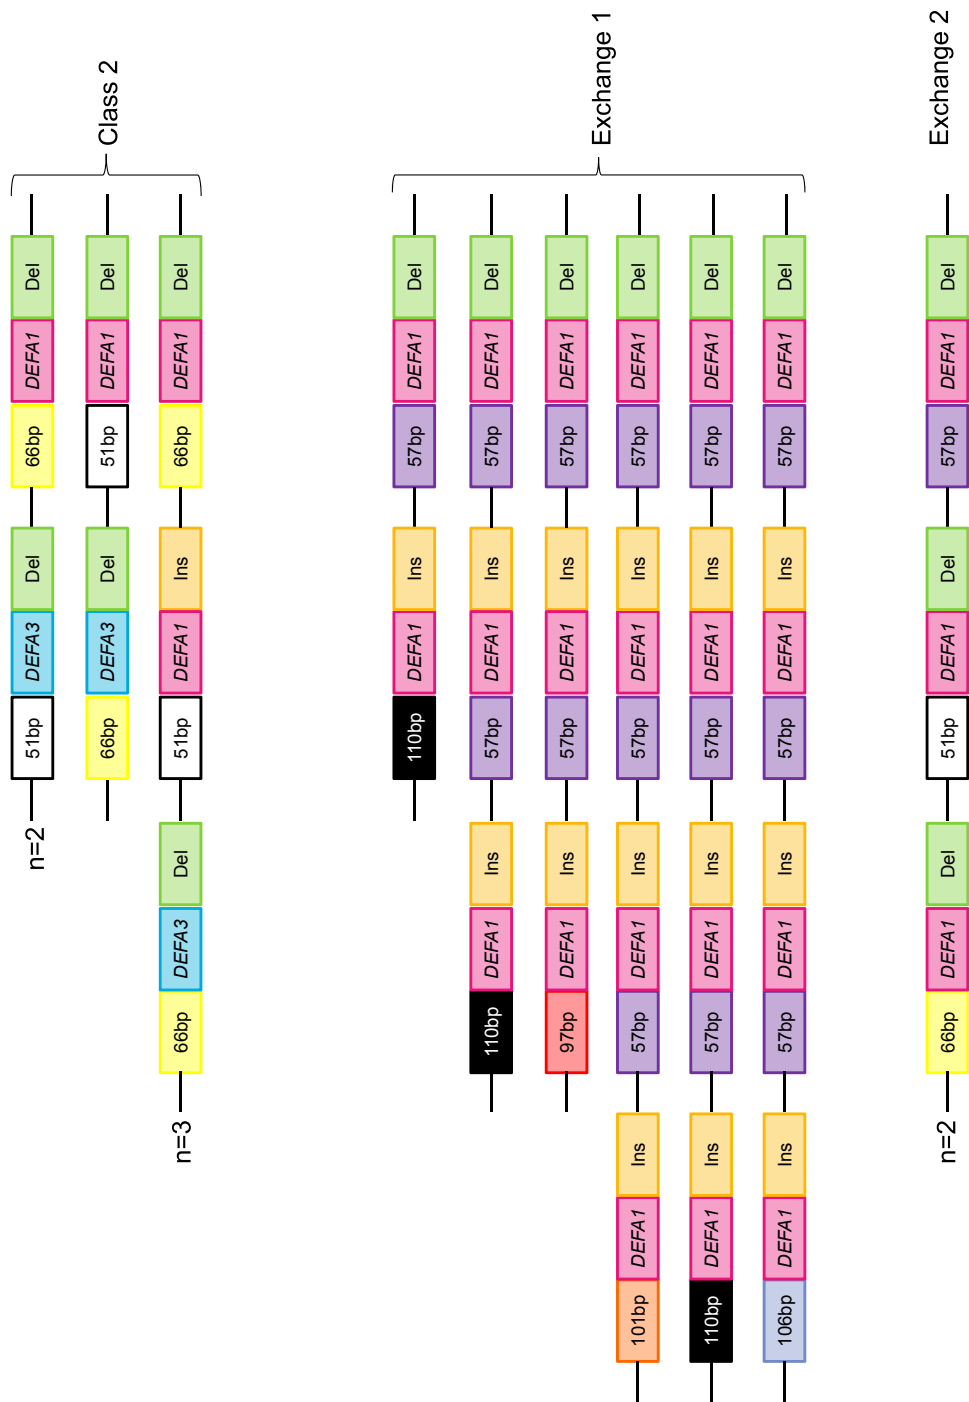 n=2 51bp DEFA3 Del 66bp DEFA1 Del
66bp DEFA3 Del 51bp DEFA1 Del
Class 2
n=3 66bp DEFA3 Del 51bp DEFA1 Ins 66bp DEFA1 Del
110bp DEFA1 Ins 57bp DEFA1 Del
110bp DEFA1 Ins 57bp DEFA1 Ins 57bp DEFA1 Del
97bp DEFA1 Ins 57bp DEFA1 Ins 57bp DEFA1 Del
Exchange 1
101bp DEFA1 Ins 57bp DEFA1 Ins 57bp DEFA1 Ins 57bp DEFA1 Del
110bp DEFA1 Ins 57bp DEFA1 Ins 57bp DEFA1 Ins 57bp DEFA1 Del
106bp DEFA1 Ins 57bp DEFA1 Ins 57bp DEFA1 Ins 57bp DEFA1 Del
n=2 66bp DEFA1 Del 51bp DEFA1 Del 57bp DEFA1 Del Exchange 2